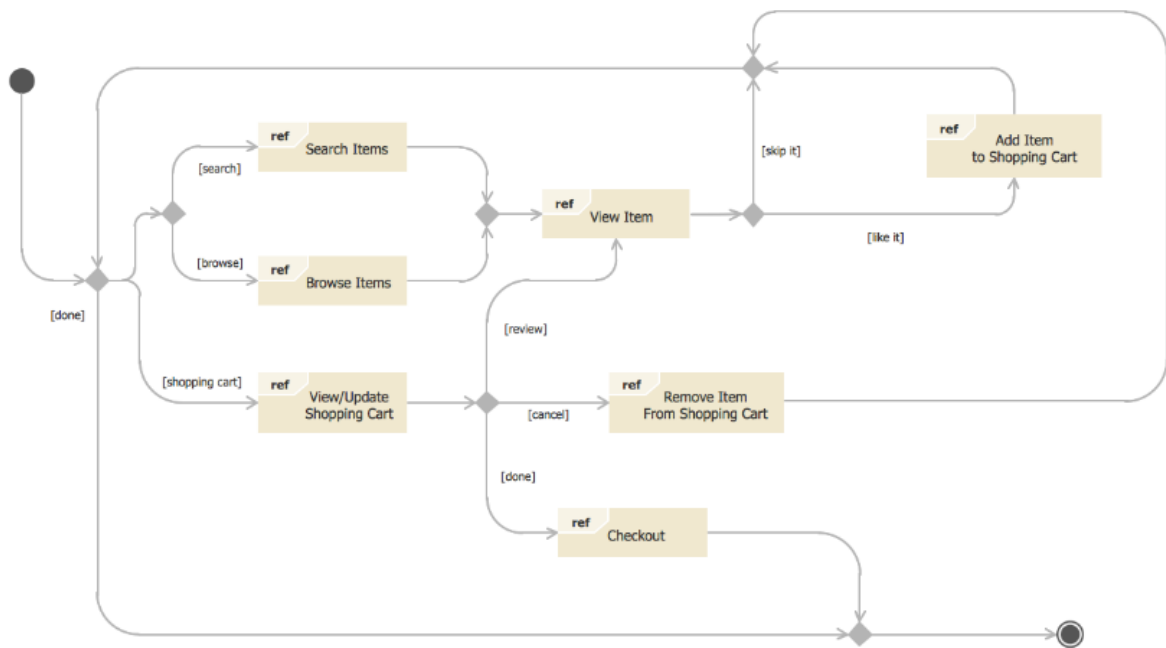 [skip it]
ref
Add Item
to Shopping Cart
ref
Search Items
[search]
ref
View Item
[like it]
[browse]
ref
Browse Items
[done]
[review]
[shopping cart]
ref
View/Update
Shopping Cart
[cancel]
ref
Remove Item
From Shopping Cart
[done]
ref
Checkout